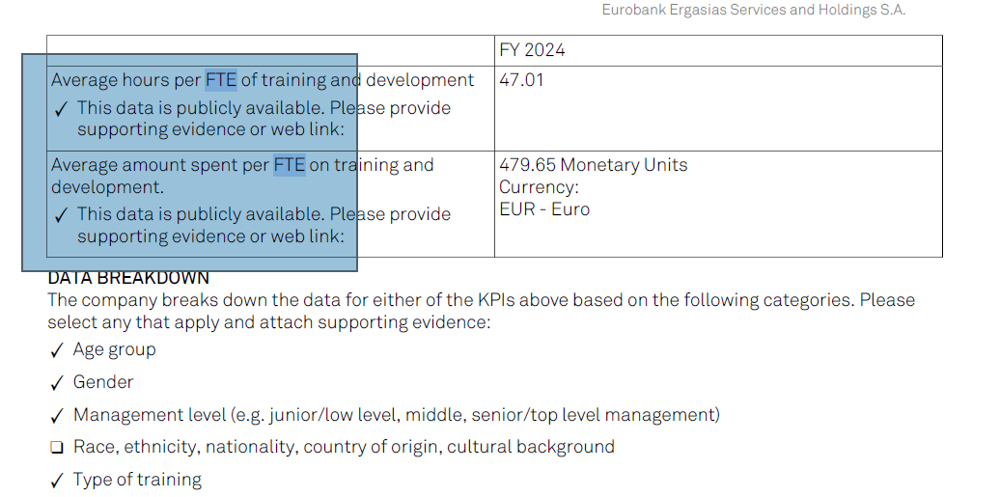 Eurobank Ergasias Services and Holdings S.A.
FY 2024
Average hours per FTE of training and development
47.01
✓ This data is publicly available. Please provide
supporting evidence or web link:
Average amount spent per FTE on training and
development.
479.65 Monetary Units
Currency:
EUR - Euro
✓ This data is publicly available. Please provide
supporting evidence or web link:
DATA BREAKDOWN
The company breaks down the data for either of the KPIs above based on the following categories. Please
select any that apply and attach supporting evidence:
✓ Age group
✓ Gender
✓ Management level (e.g. junior/low level, middle, senior/top level management)
❑ Race, ethnicity, nationality, country of origin, cultural background
✓ Type of training